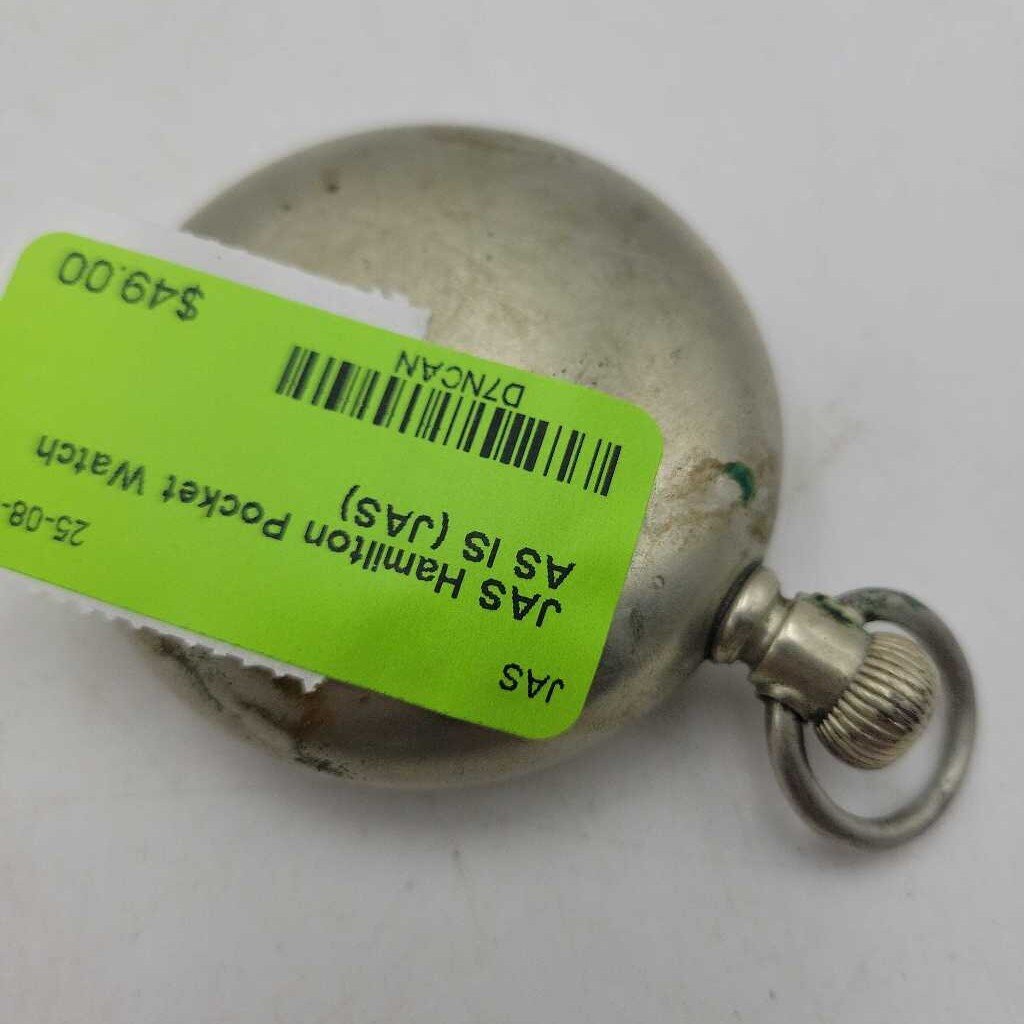 JAS
25-08-
JAS Hamilton Pocket Watch
AS IS (JAS)
D7NCAN
$49.00